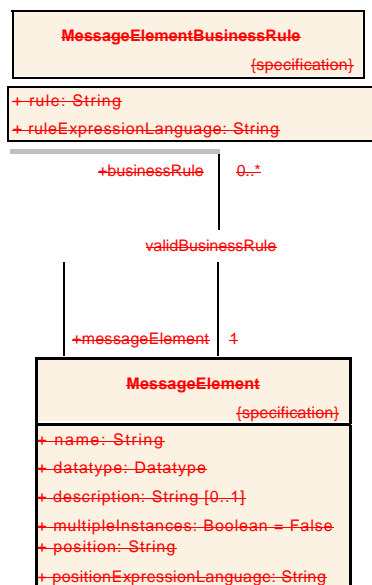 MessageElementBusinessRule
{specification}
+ rule: String
+ ruleExpressionLanguage: String
+businessRule 0..*
validBusinessRule
+messageElement 1
MessageElement
{specification}
+ name: String
+ datatype: Datatype
+ description: String [0..1]
+ multipleInstances: Boolean = False
+ position: String
+ positionExpressionLanguage: String